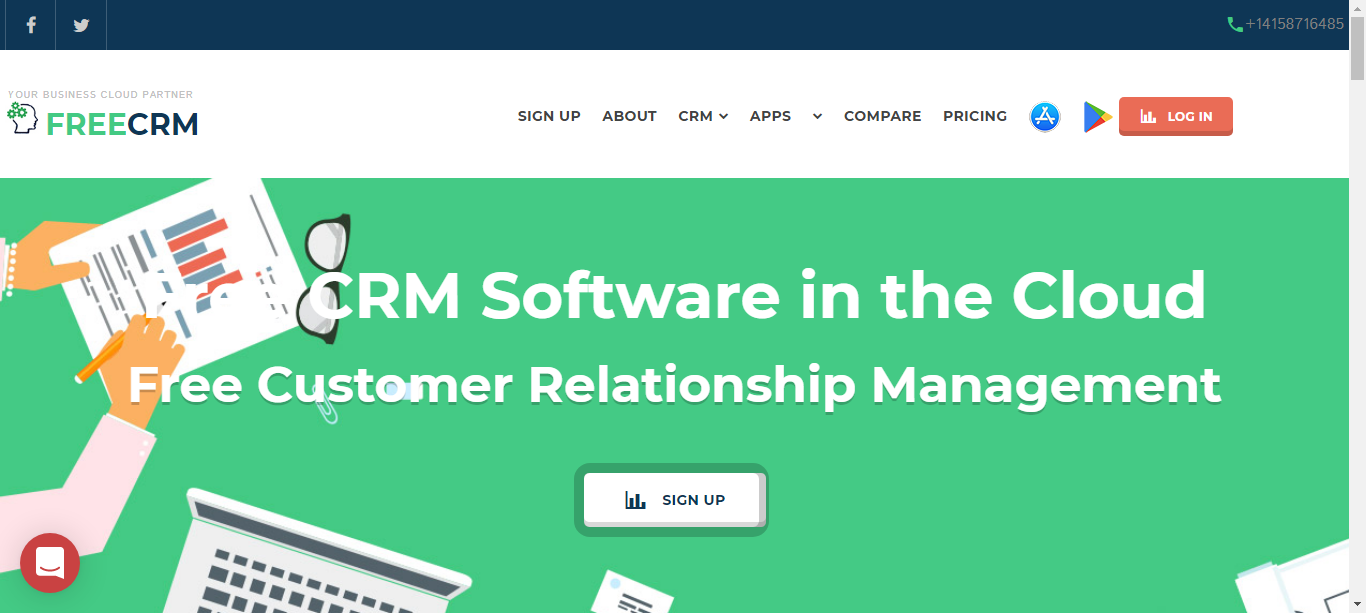 +14158716485
YOUR BUSINESS CLOUD PARTNER
FREECRM
SIGN UP ABOUT CRM APPS COMPARE PRICING LOG IN
Free CRM Software in the Cloud
Free Customer Relationship Management
SIGN UP